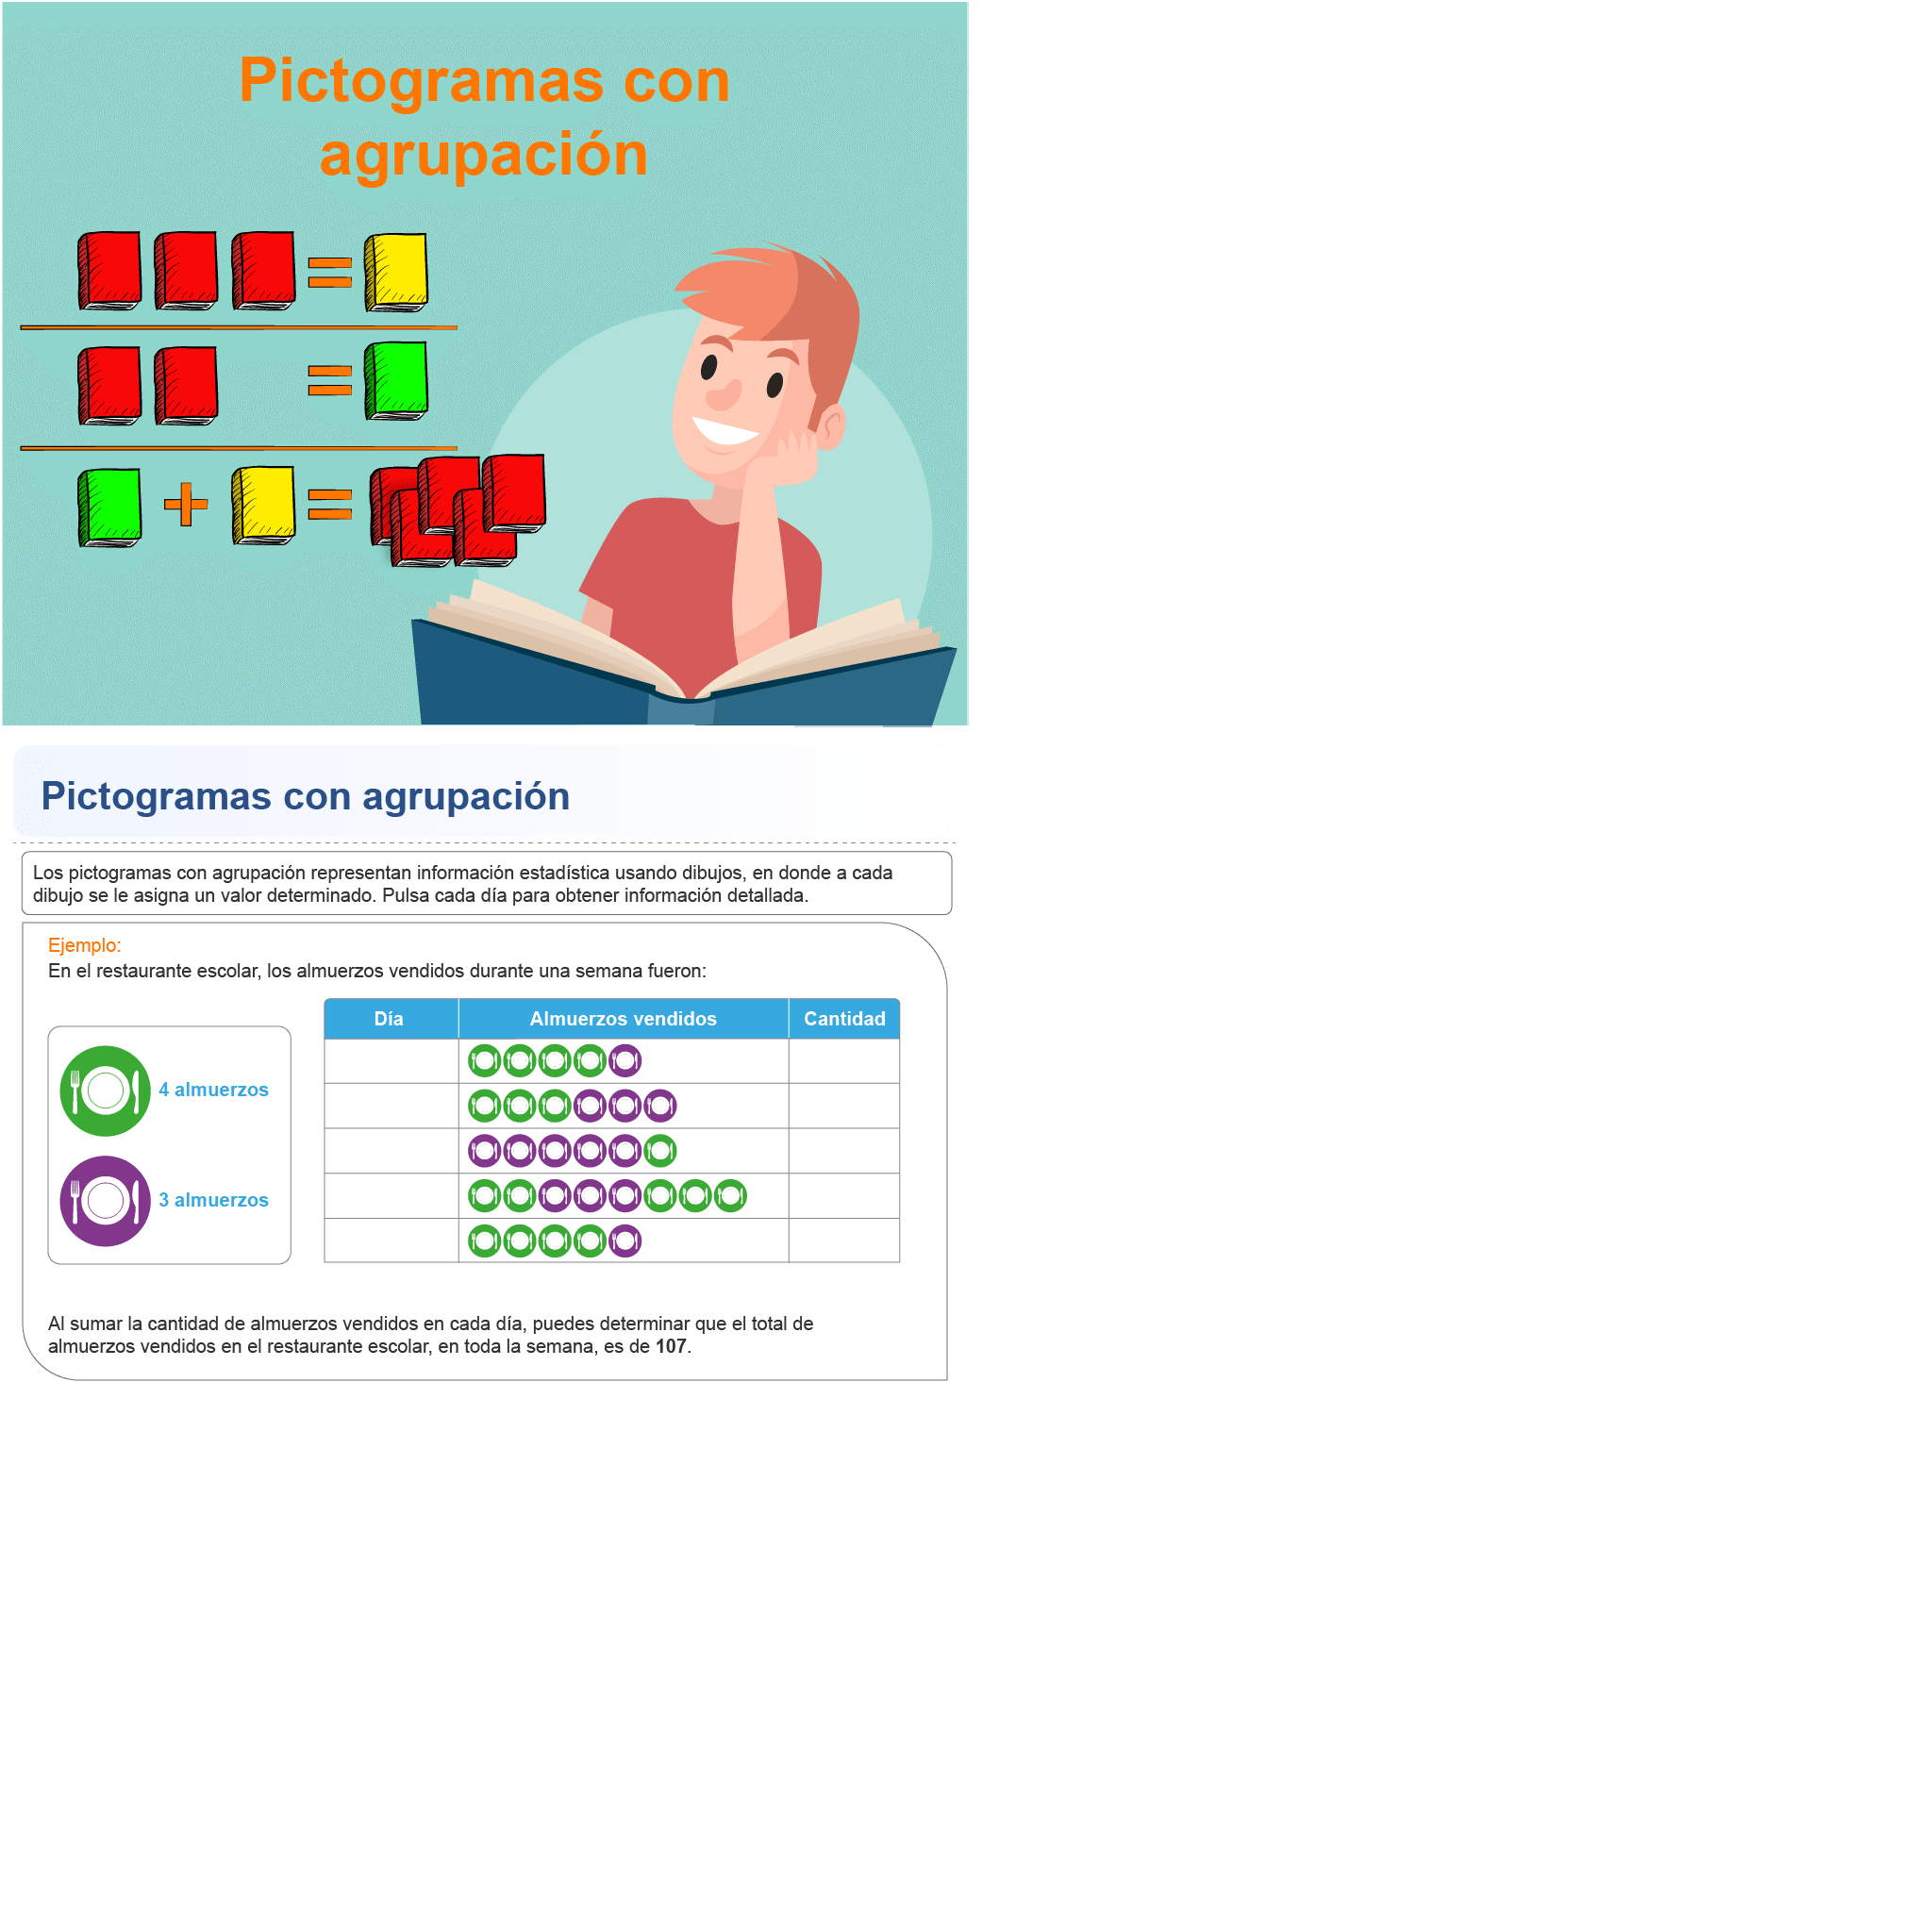 Pictogramas con
agrupación
Pictogramas con agrupación
Los pictogramas con agrupación representan información estadística usando dibujos, en donde a cada
dibujo se le asigna un valor determinado. Pulsa cada día para obtener información detallada.
Ejemplo:
En el restaurante escolar, los almuerzos vendidos durante una semana fueron:
Día Almuerzos vendidos Cantidad
4 almuerzos
3 almuerzos
Al sumar la cantidad de almuerzos vendidos en cada día, puedes determinar que el total de
almuerzos vendidos en el restaurante escolar, en toda la semana, es de 107.